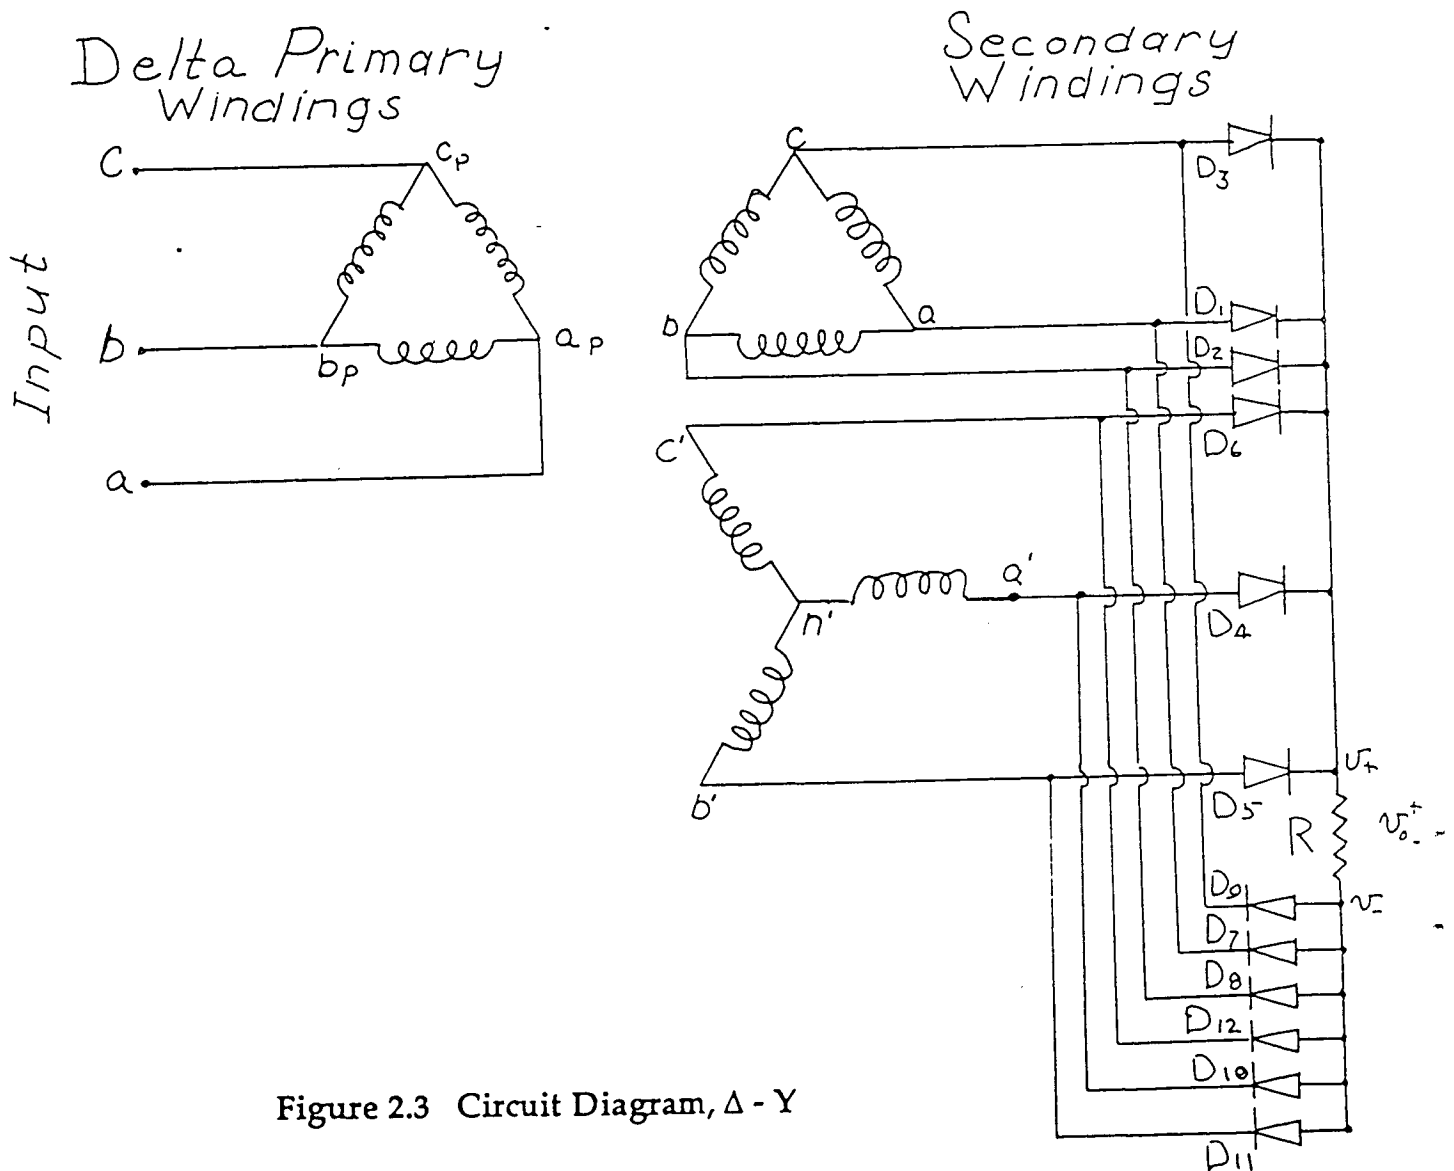 Delta Primary
Windings
Secondary
Windings
Input
C
b
a
Cp
bp
ap
C
b
a
c'
n'
a'
b'
D3
D1
D2
D6
D4
D5
v+
R
v0
+
-
v-
D9
D7
D8
D12
D10
D11
Figure 2.3 Circuit Diagram, Δ - Y